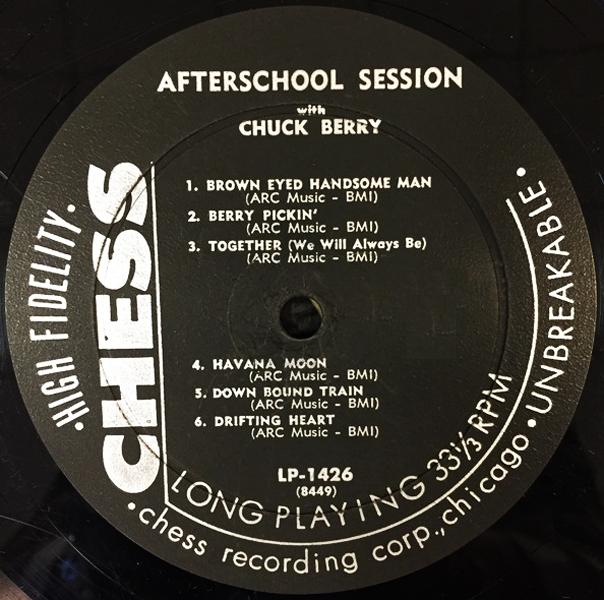 AFTERSCHOOL SESSION
with
CHUCK BERRY
1. BROWN EYED HANDSOME MAN
(ARC Music - BMI)
2. BERRY PICKIN'
(ARC Music - BMI)
3. TOGETHER (We Will Always Be)
(ARC Music - BMI)
4. HAVANA MOON
(ARC Music - BMI)
5. DOWN BOUND TRAIN
(ARC Music - BMI)
6. DRIFTING HEART
(ARC Music - BMI)
LP-1426
(8449)
CHESS
LONG PLAYING 33⅓ RPM
•HIGH FIDELITY•
•chess recording corp., chicago•UNBREAKABLE•